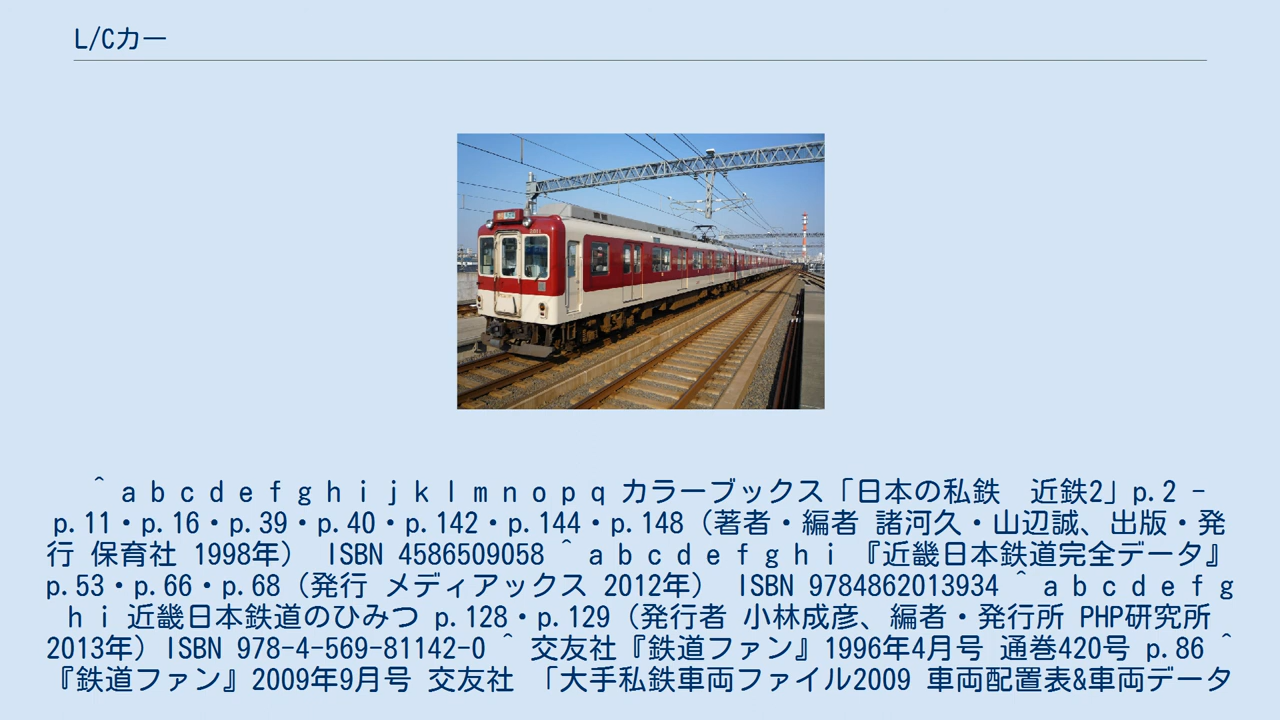 L/Cカー
^ a b c d e f g h i j k l m n o p q カラーブックス「日本の私鉄　近鉄2」p.2 -
p.11・p.16・p.39・p.40・p.142・p.144・p.148（著者・編者 諸河久・山辺誠、出版・発
行 保育社 1998年） ISBN 4586509058 ^ a b c d e f g h i 『近畿日本鉄道完全データ』
p.53・p.66・p.68（発行 メディアックス 2012年） ISBN 9784862013934 ^ a b c d e f g
h i 近畿日本鉄道のひみつ p.128・p.129（発行者 小林成彦、編者・発行所 PHP研究所
2013年）ISBN 978-4-569-81142-0 ^ 交友社『鉄道ファン』1996年4月号 通巻420号 p.86 ^
『鉄道ファン』2009年9月号 交友社 「大手私鉄車両ファイル2009 車両配置表&車両データ